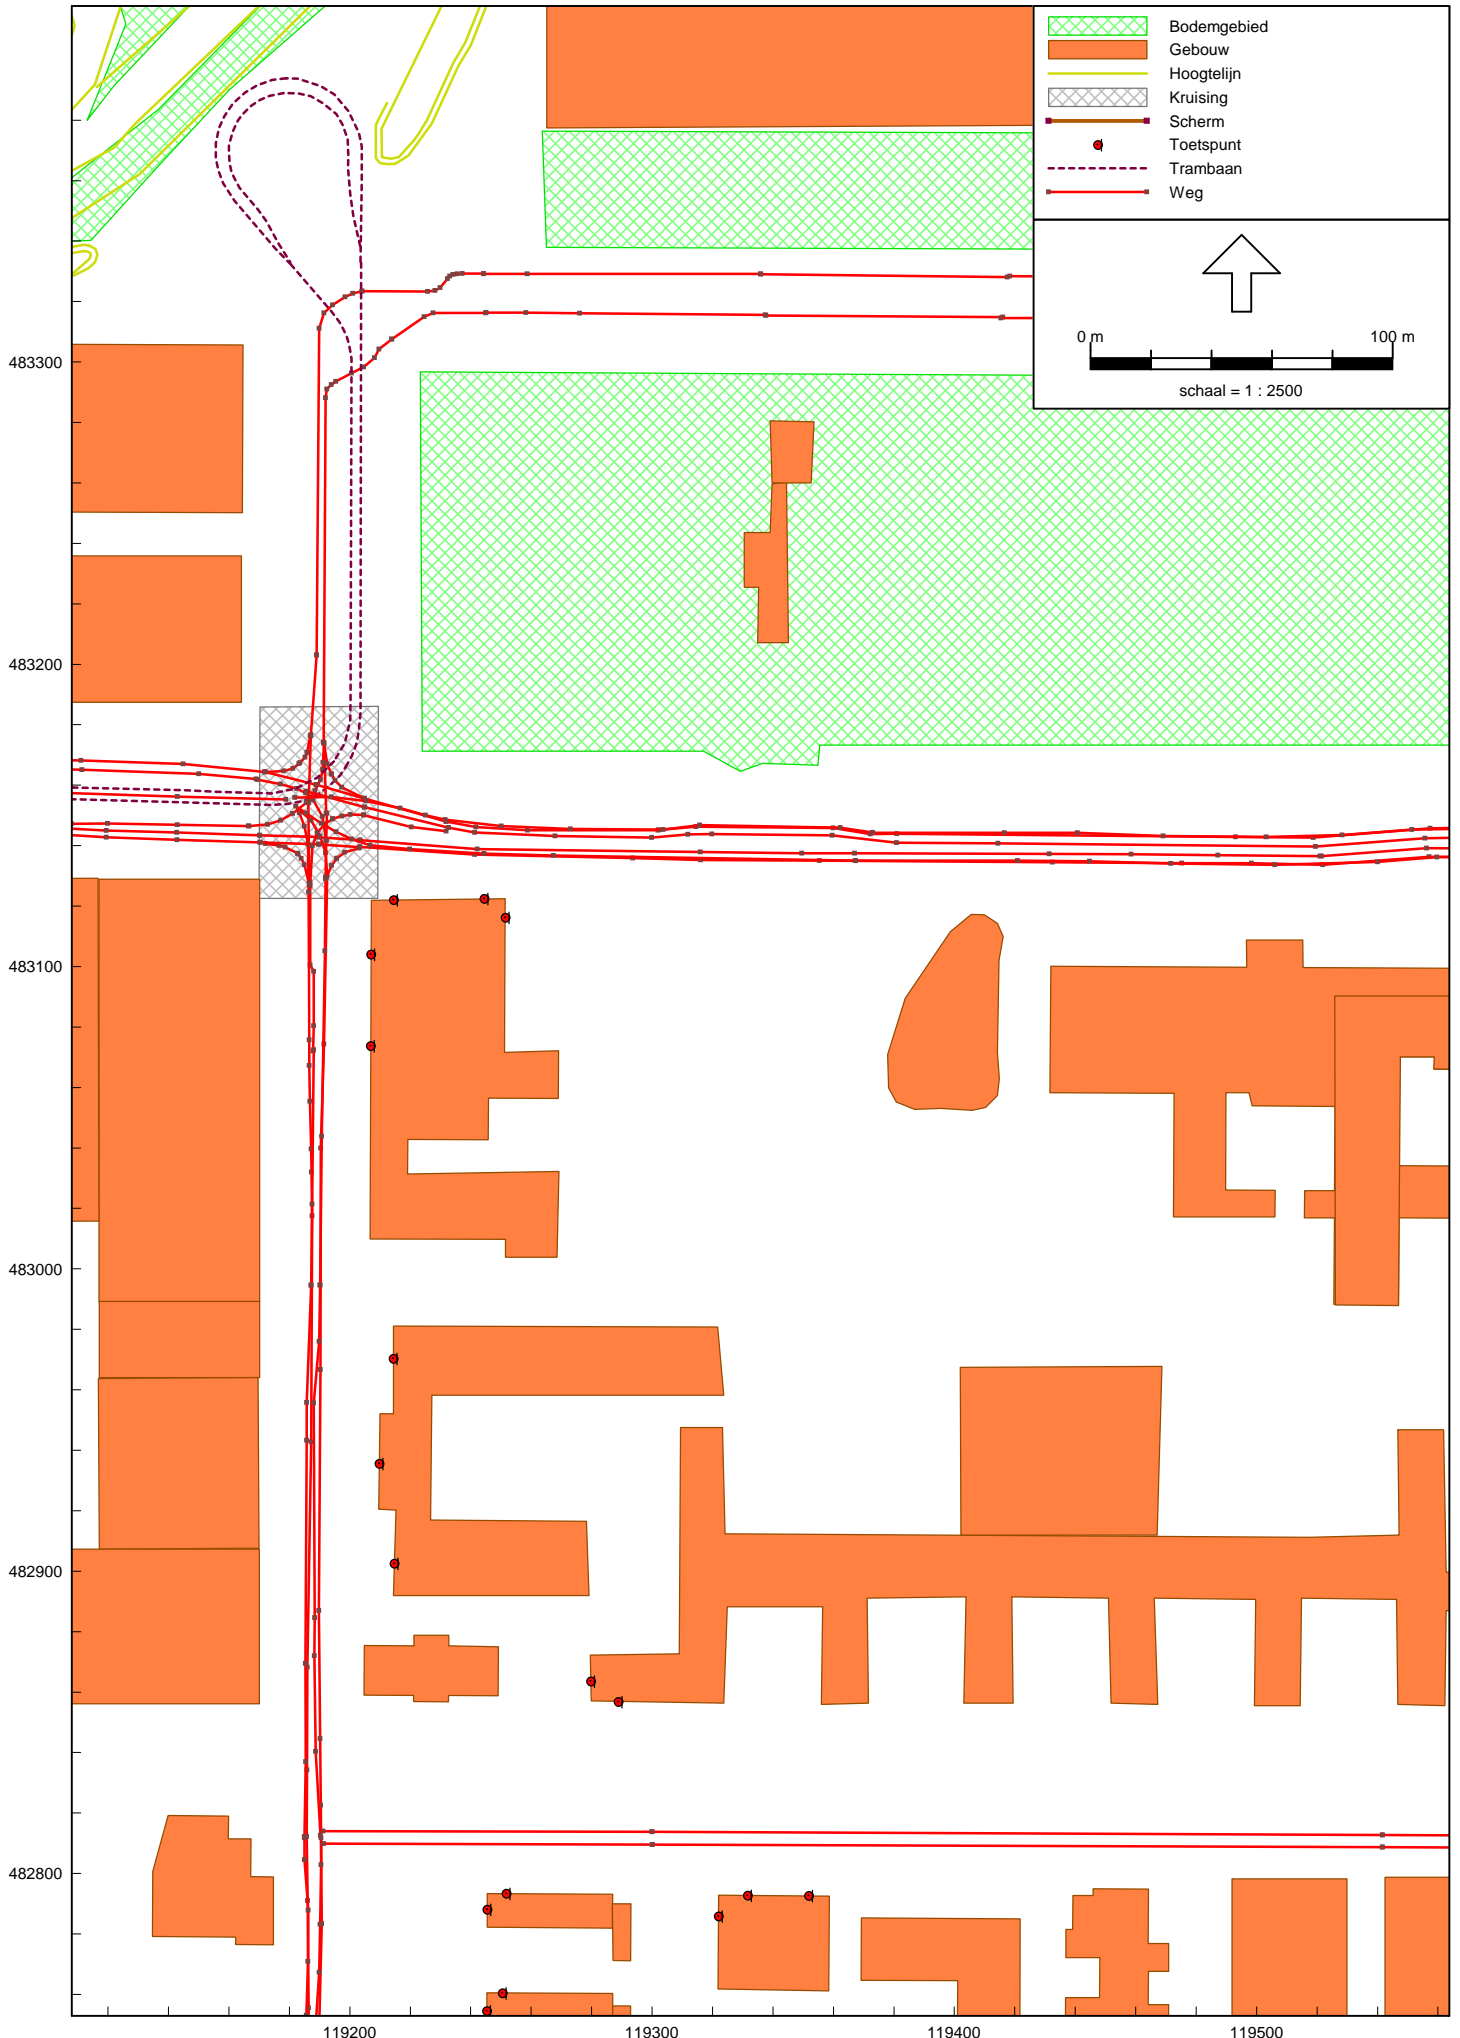 Bodemgebied
Gebouw
Hoogtelijn
Kruising
Scherm
Toetspunt
Trambaan
Weg
0 m 100 m
schaal = 1 : 2500
483300
483200
483100
483000
482900
482800
119200 119300 119400 119500